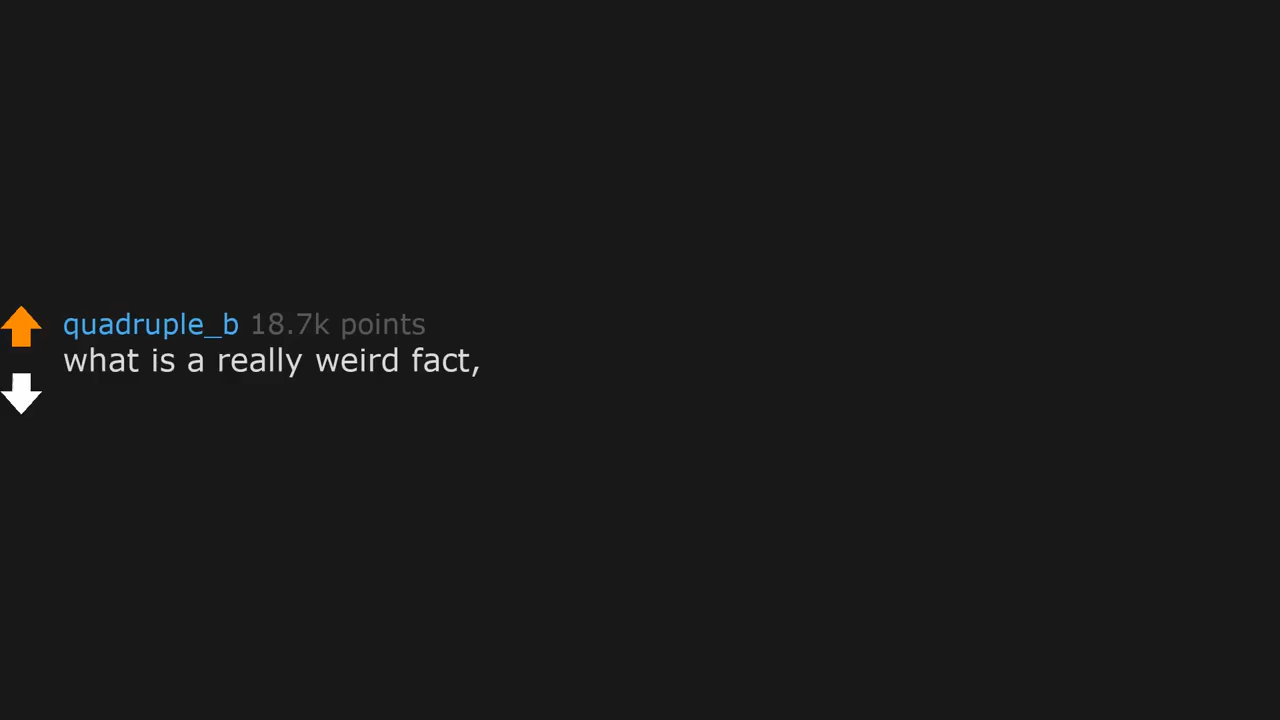 quadruple_b 18.7k points
what is a really weird fact,